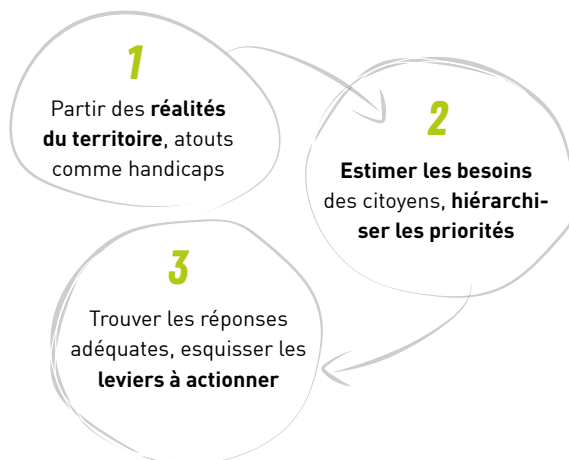 1
Partir des réalités
du territoire, atouts
comme handicaps
2
Estimer les besoins
des citoyens, hiérarchi-
ser les priorités
3
Trouver les réponses
adéquates, esquisser les
leviers à actionner